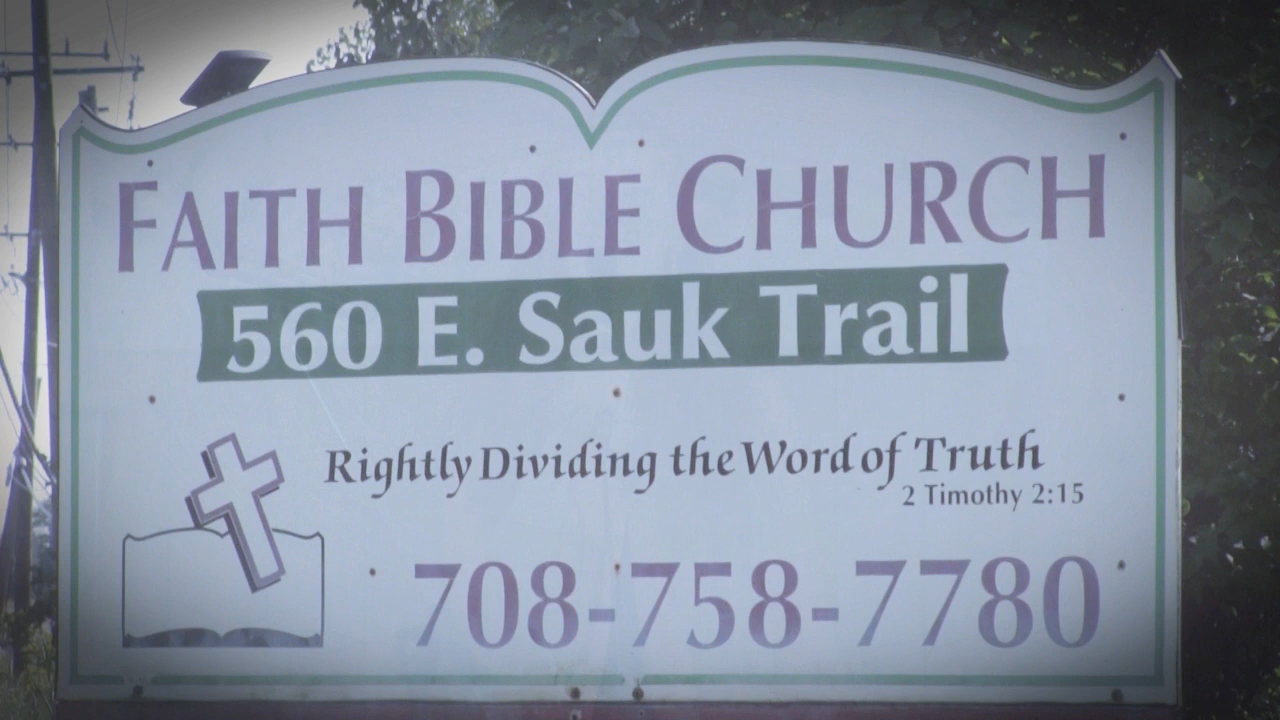 FAITH BIBLE CHURCH
560 E. Sauk Trail
Rightly Dividing the Word of Truth
2 Timothy 2:15
708-758-7780